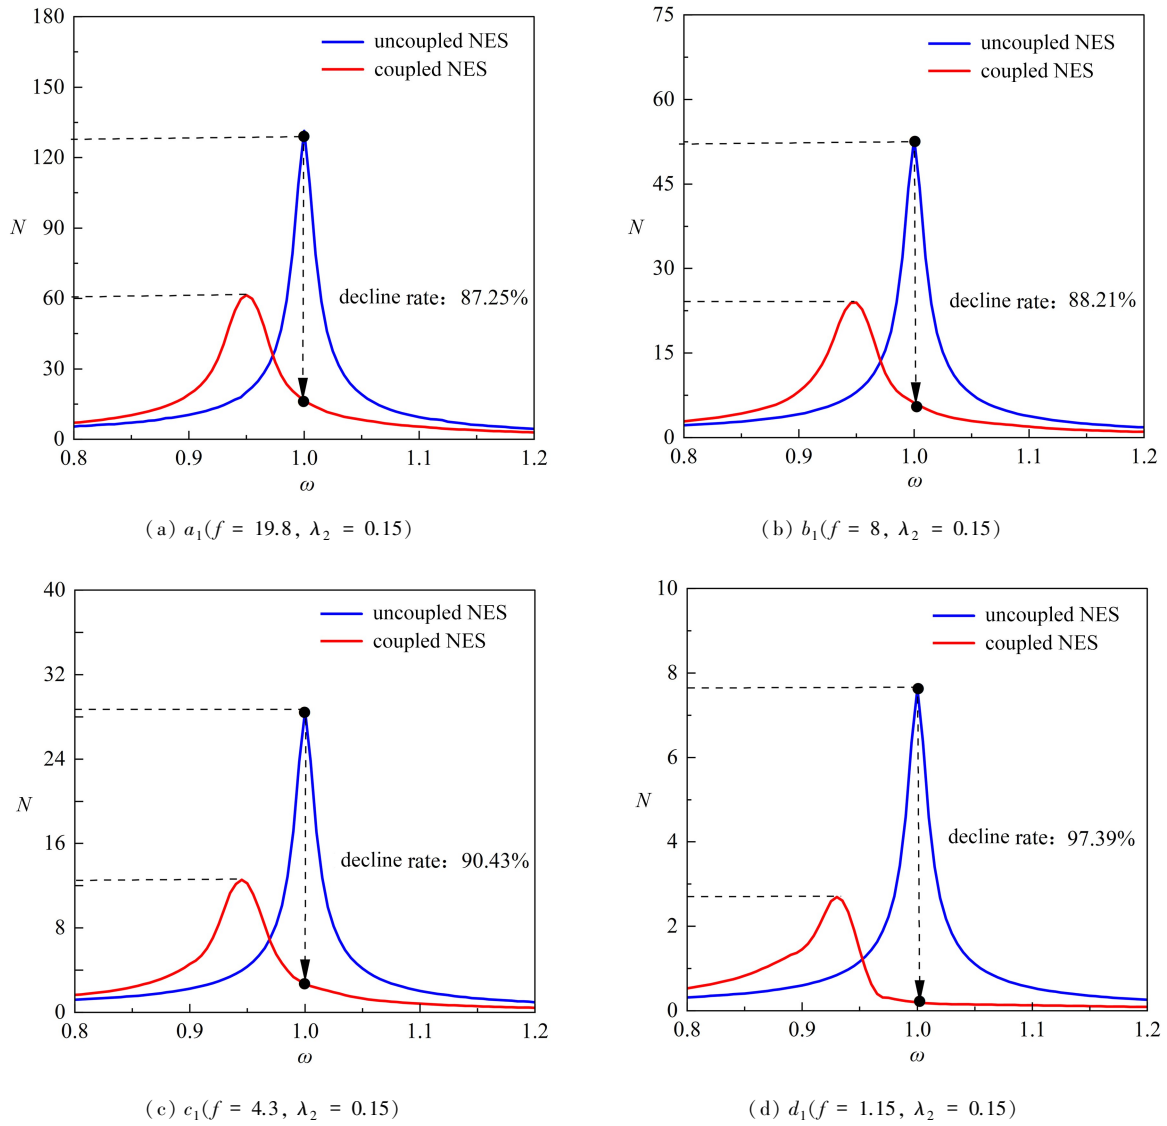 180
150
120
90
60
30
0
N
uncoupled NES
coupled NES
decline rate: 87.25%
0.8 0.9 1.0 1.1 1.2
ω
(a) a₁(f = 19.8, λ₂ = 0.15)
75
60
45
30
15
0
N
uncoupled NES
coupled NES
decline rate: 88.21%
0.8 0.9 1.0 1.1 1.2
ω
(b) b₁(f = 8, λ₂ = 0.15)
40
32
24
16
8
0
N
uncoupled NES
coupled NES
decline rate: 90.43%
0.8 0.9 1.0 1.1 1.2
ω
(c) c₁(f = 4.3, λ₂ = 0.15)
10
8
6
4
2
0
N
uncoupled NES
coupled NES
decline rate: 97.39%
0.8 0.9 1.0 1.1 1.2
ω
(d) d₁(f = 1.15, λ₂ = 0.15)